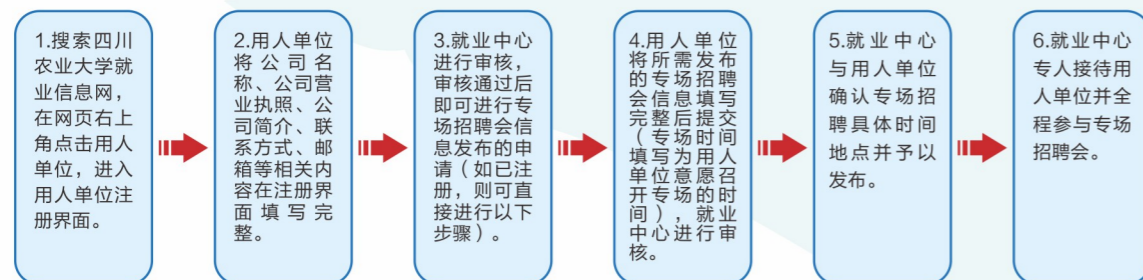 1.搜索四川
农业大学就
业信息网，
在网页右上
角点击用人
单位，进入
用人单位注
册界面。
2.用人单位
将公司名
称、公司营
业执照、公
司简介、联
系方式、邮
箱等相关内
容在注册界
面填写完
整。
3.就业中心
进行审核，
审核通过后
即可进行专
场招聘会信
息发布的申
请（如已注
册，则可直
接进行以下
步骤）。
4.用人单位
将所需发布
的专场招聘
会信息填写
完整后提交
（专场时间
填写为用人
单位意愿召
开专场的时
间），就业
中心进行审
核。
5.就业中心
与用人单位
确认专场招
聘具体时间
地点并予以
发布。
6.就业中心
专人接待用
人单位并全
程参与专场
招聘会。